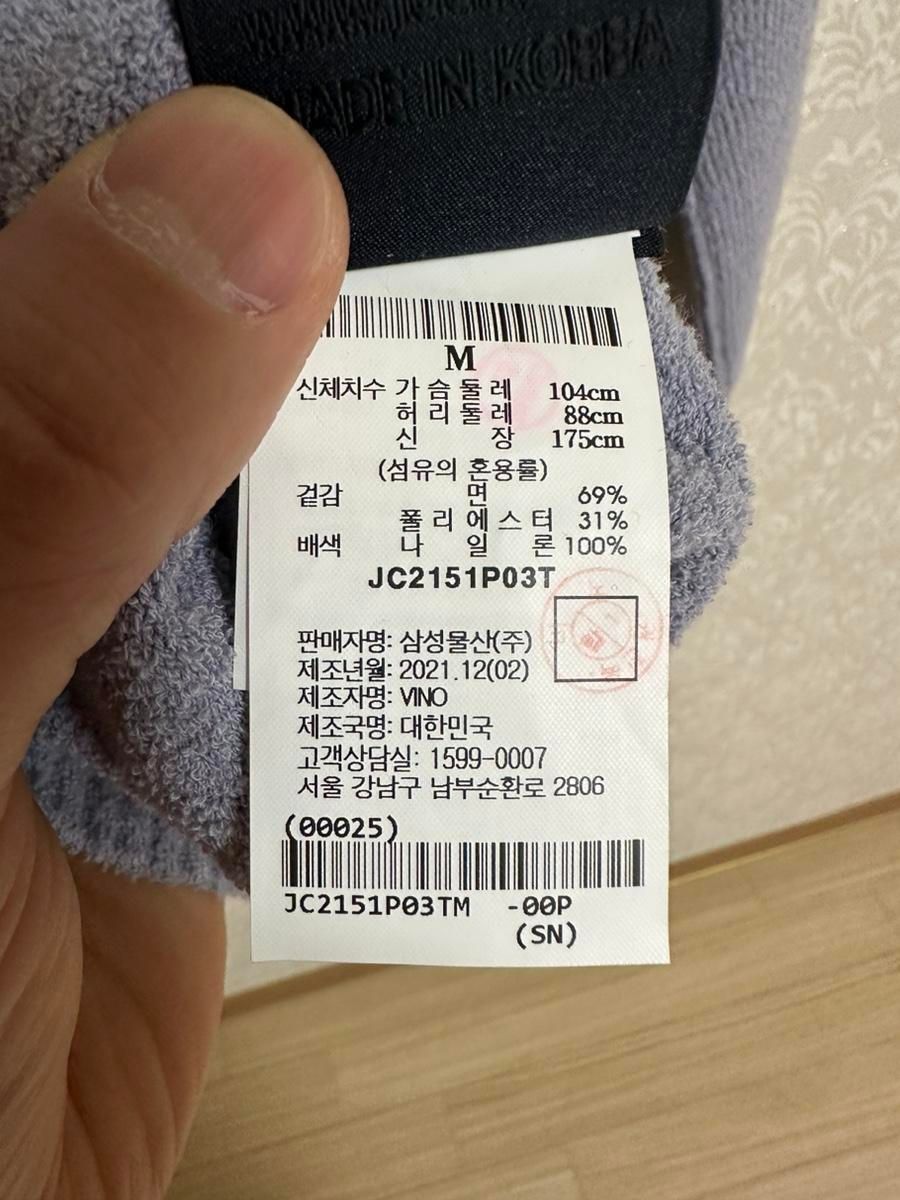 MADE IN KOREA
M
신체치수 가슴둘레 104cm
허리둘레 88cm
신장 175cm
(섬유의 혼용률)
겉감 면 69%
폴리에스터 31%
배색 나일론 100%
JC2151P03T
판매자명: 삼성물산(주)
제조년월: 2021.12(02)
제조자명: VINO
제조국명: 대한민국
고객상담실: 1599-0007
서울 강남구 남부순환로 2806
(00025)
JC2151P03TM -00P
(SN)